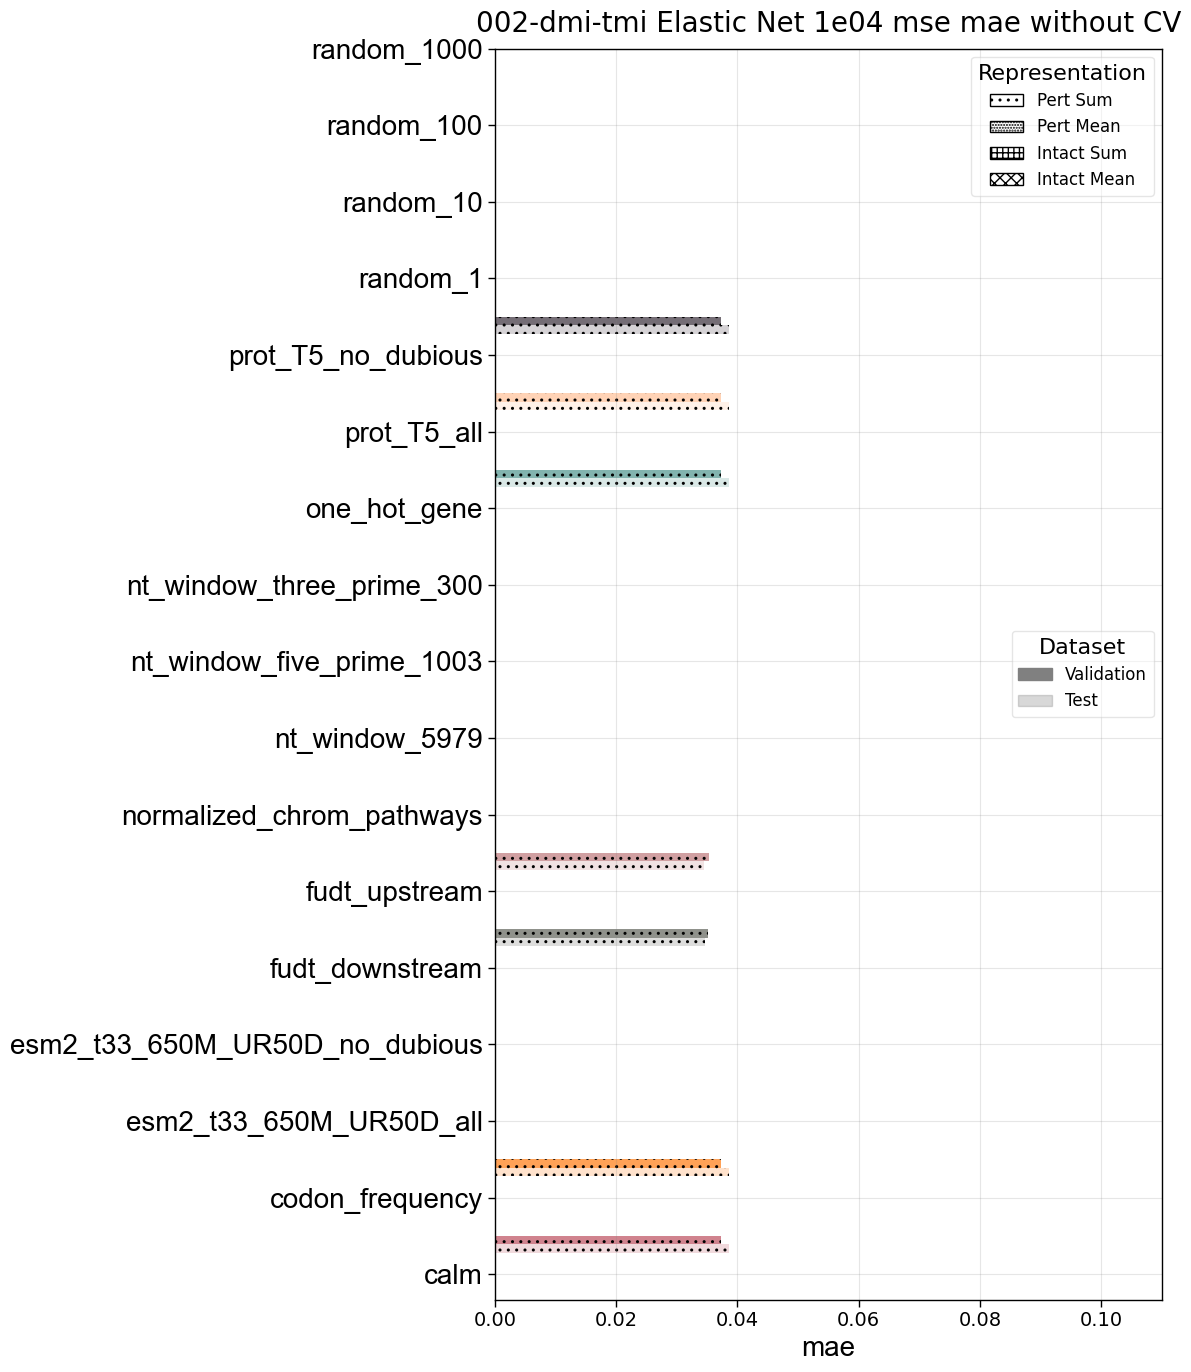 002-dmi-tmi Elastic Net 1e04 mse mae without CV
random_1000
random_100
random_10
random_1
prot_T5_no_dubious
prot_T5_all
one_hot_gene
nt_window_three_prime_300
nt_window_five_prime_1003
nt_window_5979
normalized_chrom_pathways
fudt_upstream
fudt_downstream
esm2_t33_650M_UR50D_no_dubious
esm2_t33_650M_UR50D_all
codon_frequency
calm
Representation
Pert Sum
Pert Mean
Intact Sum
Intact Mean
Dataset
Validation
Test
0.00 0.02 0.04 0.06 0.08 0.10
mae